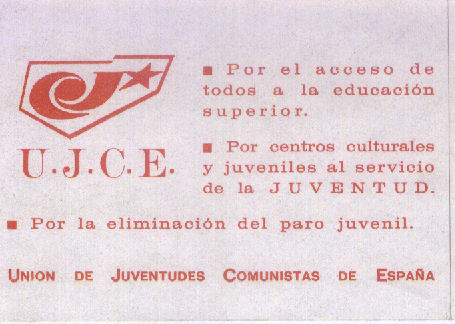 ■ Por el acceso de
todos a la educación
superior.
U.J.C.E.
■ Por centros culturales
y juveniles al servicio
de la JUVENTUD.
■ Por la eliminación del paro juvenil.
UNION DE JUVENTUDES COMUNISTAS DE ESPAÑA